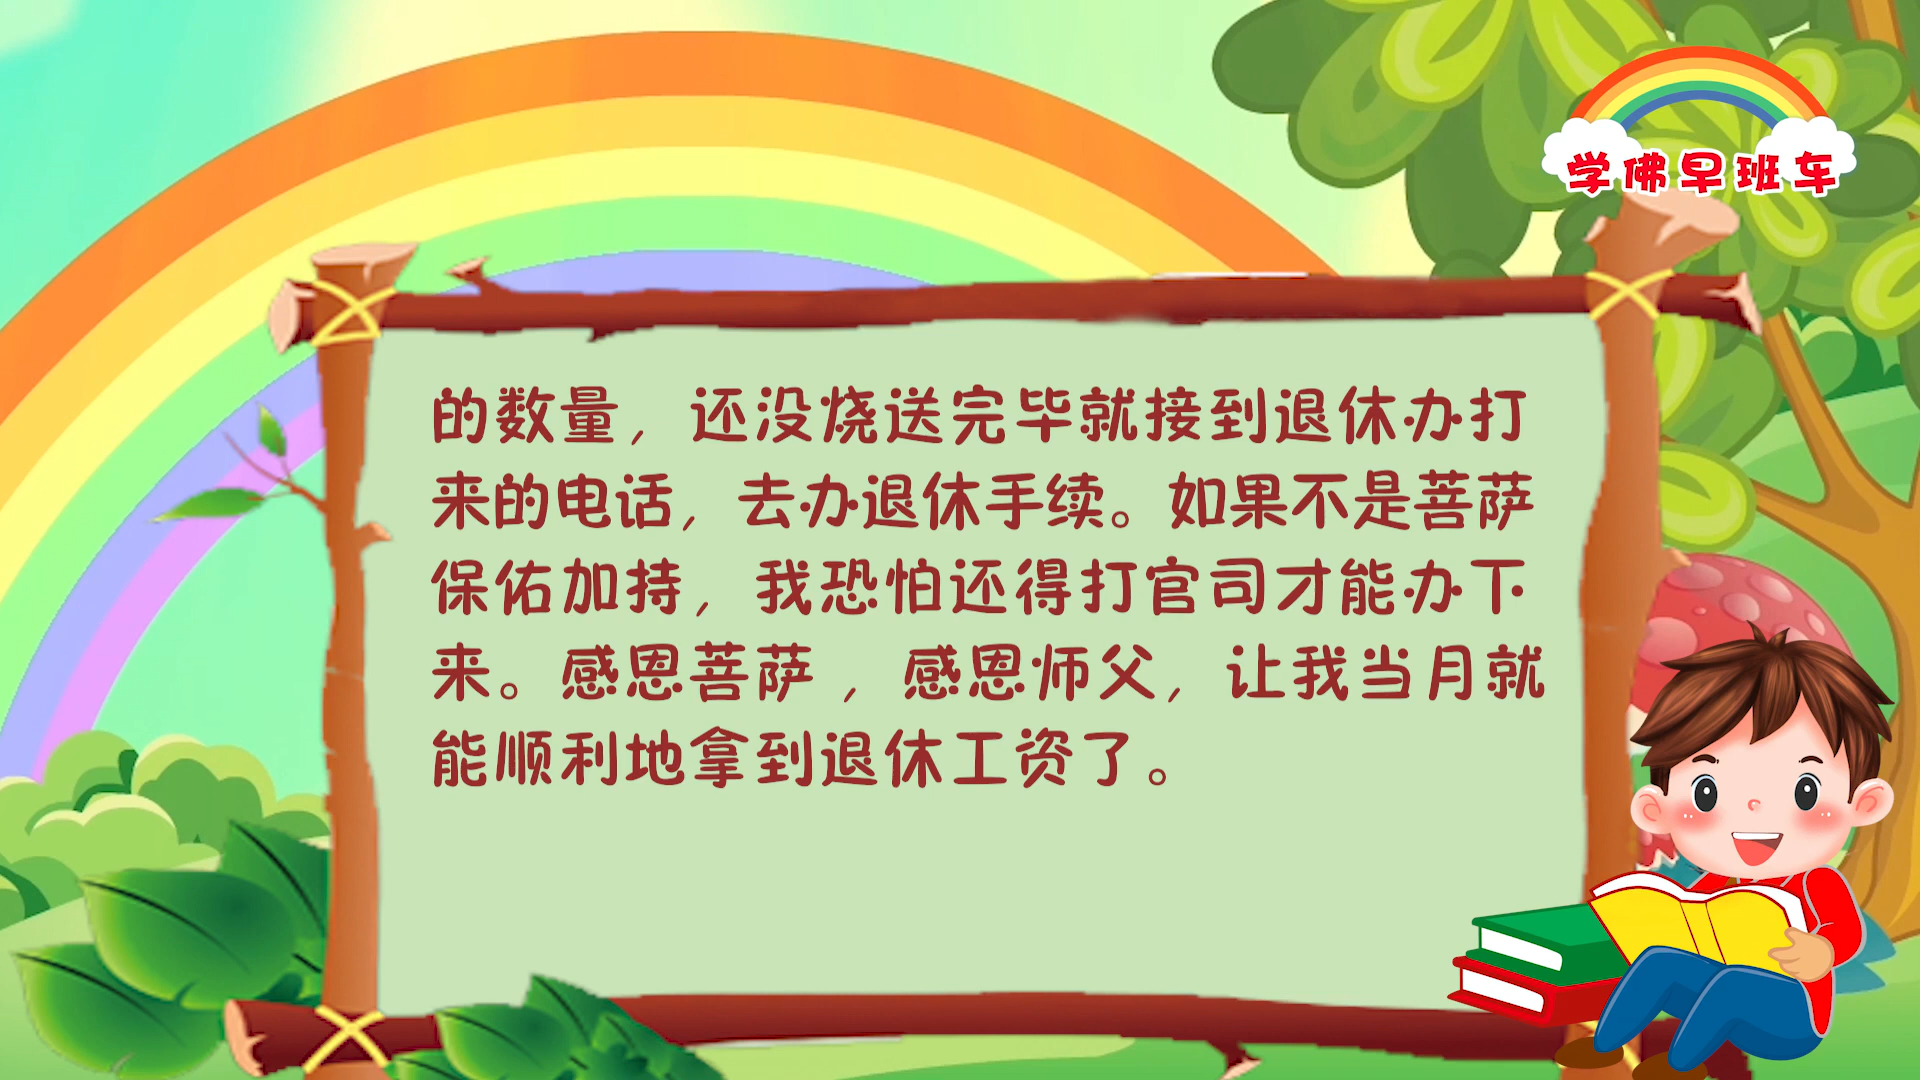 学佛早班车
的数量，还没烧送完毕就接到退休办打
来的电话，去办退休手续。如果不是菩萨
保佑加持，我恐怕还得打官司才能办下
来。感恩菩萨 ，感恩师父，让我当月就
能顺利地拿到退休工资了。